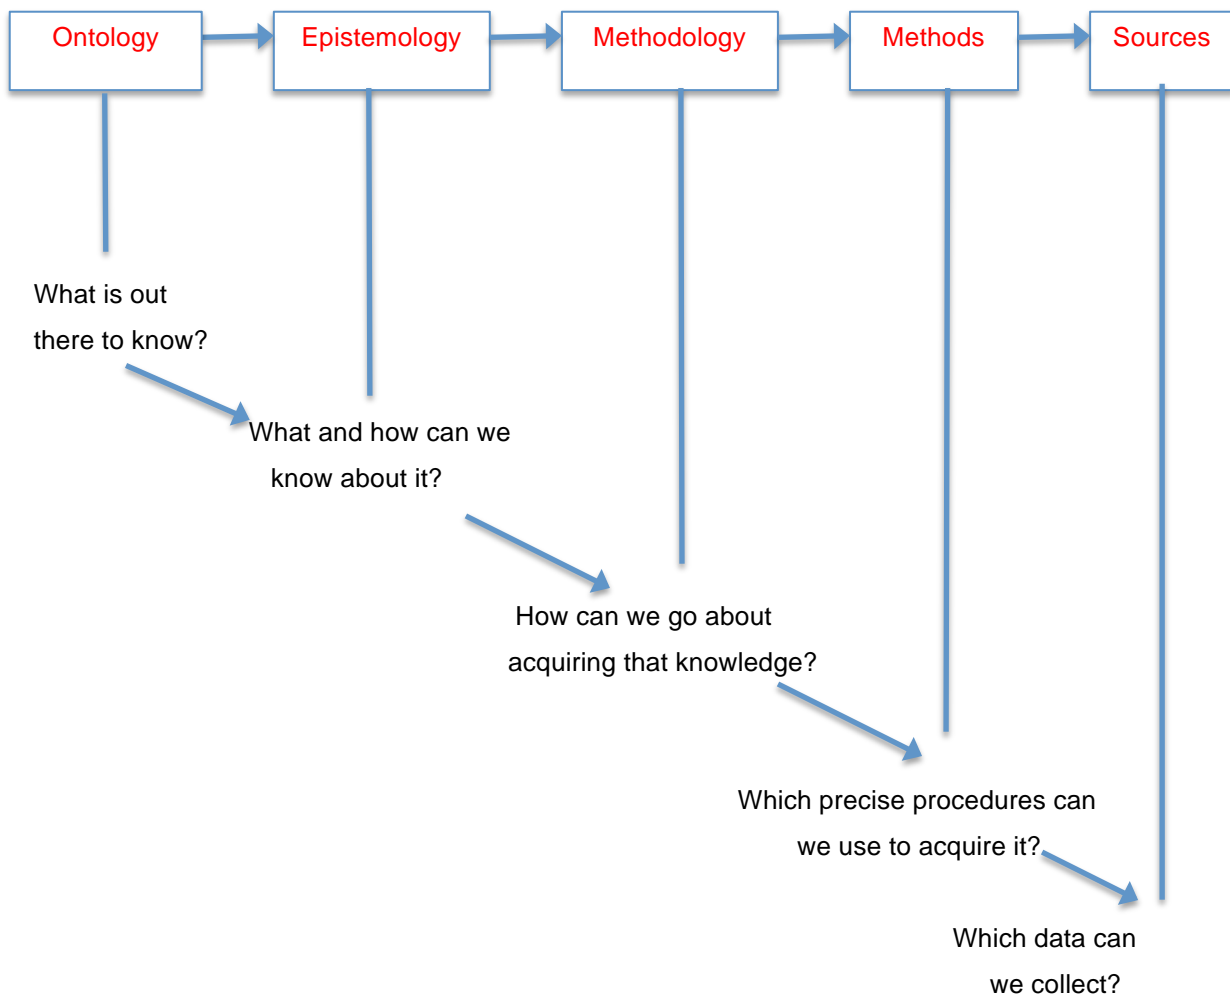 Ontology
Epistemology
Methodology
Methods
Sources
What is out
there to know?
What and how can we
know about it?
How can we go about
acquiring that knowledge?
Which precise procedures can
we use to acquire it?
Which data can
we collect?